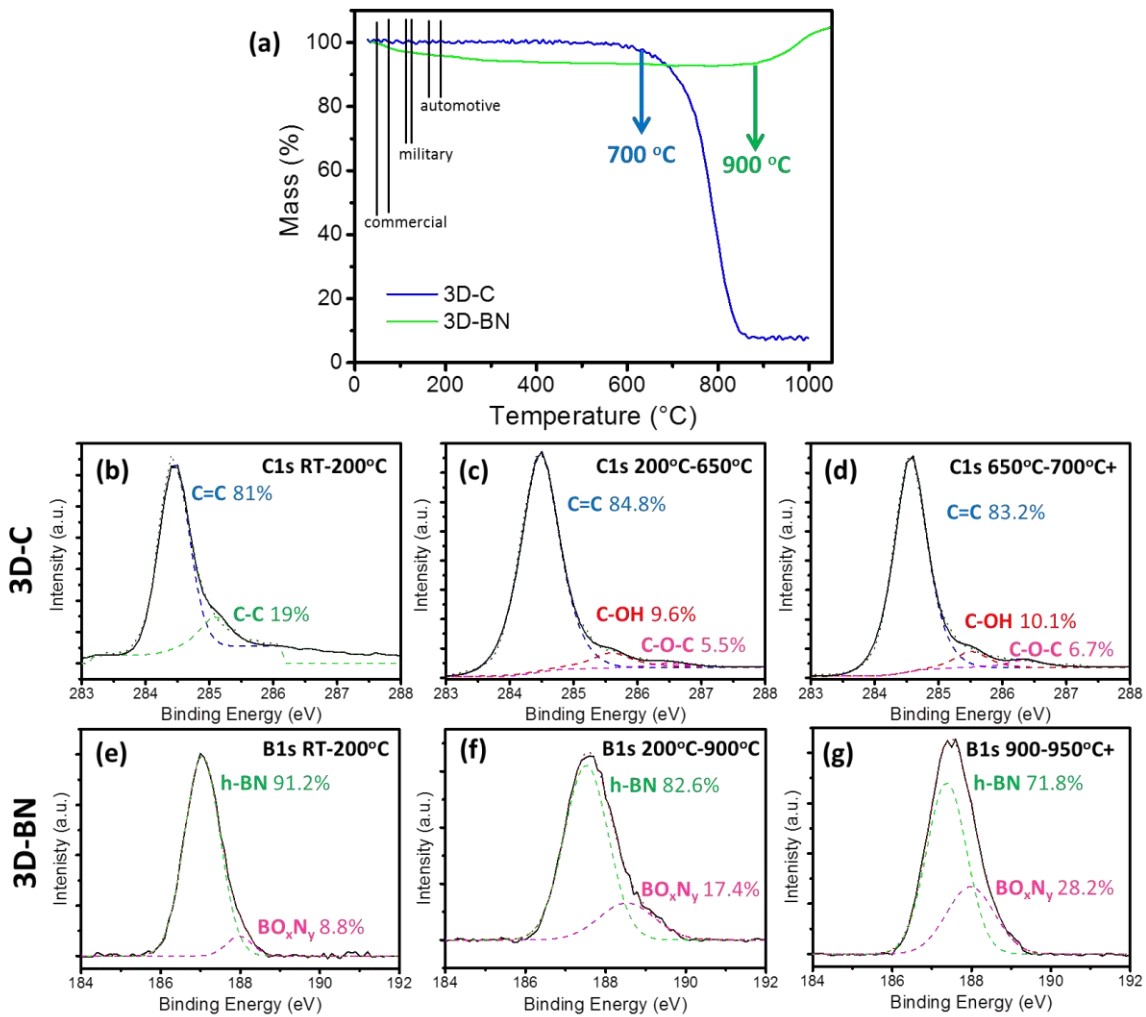 (a)
100
80
60
40
20
0
Mass (%)
automotive
military
commercial
700 °C
900 °C
3D-C
3D-BN
0 200 400 600 800 1000
Temperature (°C)
3D-C
(b)
C1s RT-200°C
C=C 81%
C-C 19%
Intensity (a.u.)
283 284 285 286 287 288
Binding Energy (eV)
(c)
C1s 200°C-650°C
C=C 84.8%
C-OH 9.6%
C-O-C 5.5%
Intensity (a.u.)
283 284 285 286 287 288
Binding Energy (eV)
(d)
C1s 650°C-700°C+
C=C 83.2%
C-OH 10.1%
C-O-C 6.7%
Intensity (a.u.)
283 284 285 286 287 288
Binding Energy (eV)
3D-BN
(e)
B1s RT-200°C
h-BN 91.2%
BOxNy 8.8%
Intenisty (a.u.)
184 186 188 190 192
Binding Energy (eV)
(f)
B1s 200°C-900°C
h-BN 82.6%
BOxNy 17.4%
Intenisty (a.u.)
184 186 188 190 192
Binding Energy (eV)
(g)
B1s 900-950°C+
h-BN 71.8%
BOxNy 28.2%
Intenisty (a.u.)
184 186 188 190 192
Binding Energy (eV)